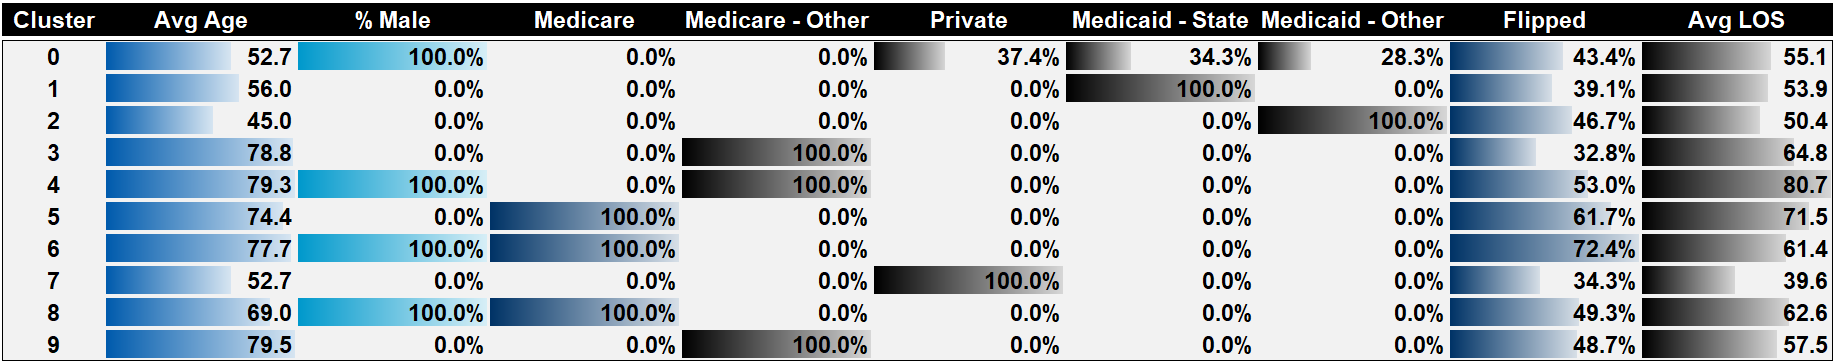 Cluster Avg Age % Male Medicare Medicare - Other Private Medicaid - State Medicaid - Other Flipped Avg LOS
0 52.7 100.0% 0.0% 0.0% 37.4% 34.3% 28.3% 43.4% 55.1
1 56.0 0.0% 0.0% 0.0% 0.0% 100.0% 0.0% 39.1% 53.9
2 45.0 0.0% 0.0% 0.0% 0.0% 0.0% 100.0% 46.7% 50.4
3 78.8 0.0% 0.0% 100.0% 0.0% 0.0% 0.0% 32.8% 64.8
4 79.3 100.0% 0.0% 100.0% 0.0% 0.0% 0.0% 53.0% 80.7
5 74.4 0.0% 100.0% 0.0% 0.0% 0.0% 0.0% 61.7% 71.5
6 77.7 100.0% 100.0% 0.0% 0.0% 0.0% 0.0% 72.4% 61.4
7 52.7 0.0% 0.0% 0.0% 100.0% 0.0% 0.0% 34.3% 39.6
8 69.0 100.0% 100.0% 0.0% 0.0% 0.0% 0.0% 49.3% 62.6
9 79.5 0.0% 0.0% 100.0% 0.0% 0.0% 0.0% 48.7% 57.5